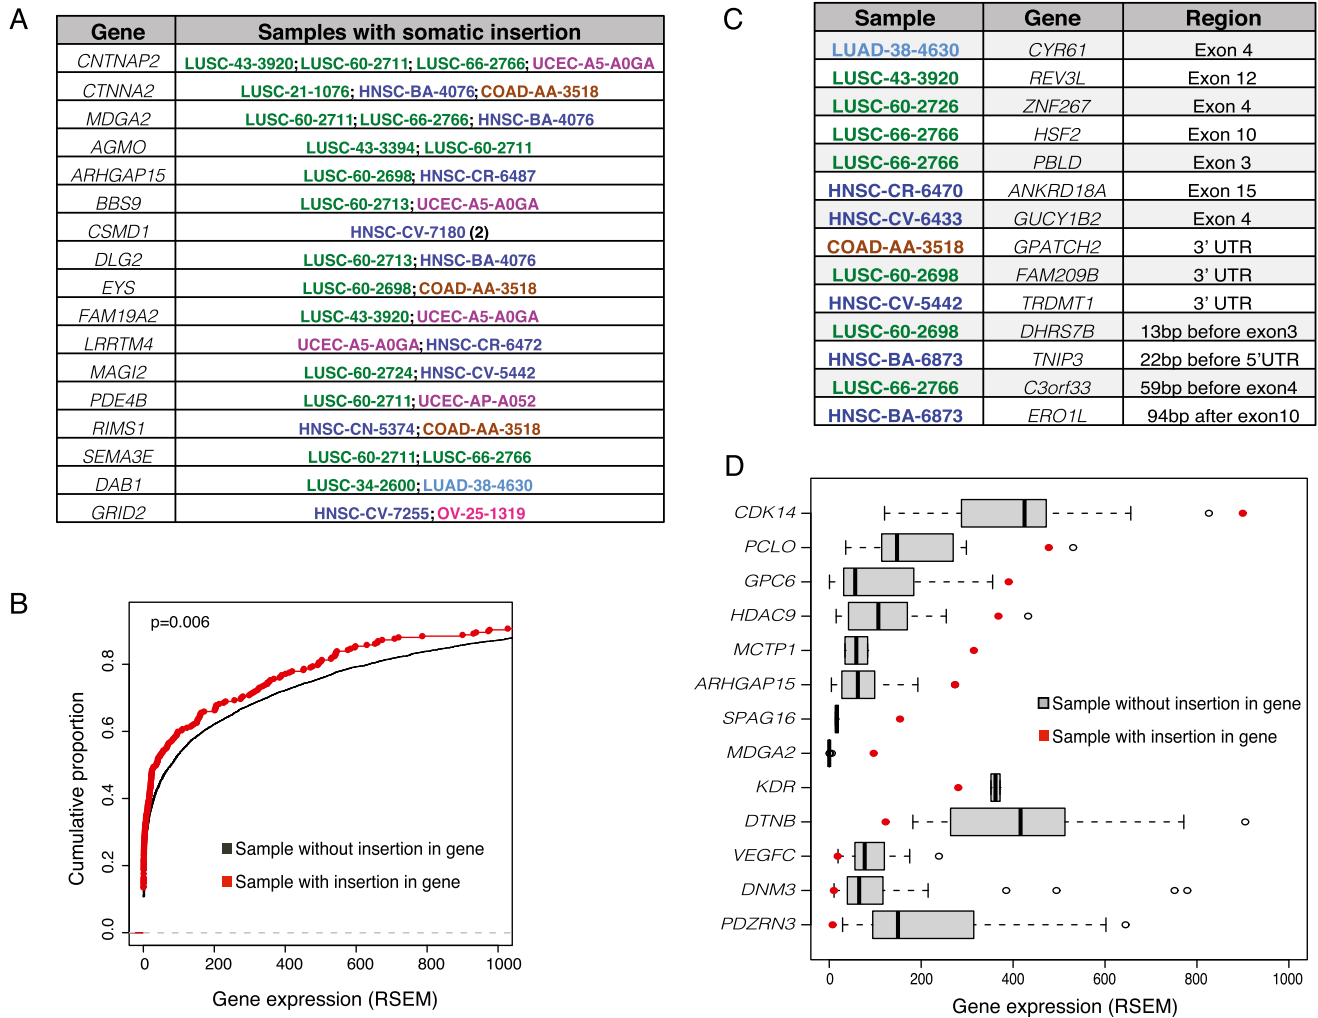 A
Gene Samples with somatic insertion
CNTNAP2 LUSC-43-3920; LUSC-60-2711; LUSC-66-2766; UCEC-A5-A0GA
CTNNA2 LUSC-21-1076; HNSC-BA-4076; COAD-AA-3518
MDGA2 LUSC-60-2711; LUSC-66-2766; HNSC-BA-4076
AGMO LUSC-43-3394; LUSC-60-2711
ARHGAP15 LUSC-60-2698; HNSC-CR-6487
BBS9 LUSC-60-2713; UCEC-A5-A0GA
CSMD1 HNSC-CV-7180 (2)
DLG2 LUSC-60-2713; HNSC-BA-4076
EYS LUSC-60-2698; COAD-AA-3518
FAM19A2 LUSC-43-3920; UCEC-A5-A0GA
LRRTM4 UCEC-A5-A0GA; HNSC-CR-6472
MAGI2 LUSC-60-2724; HNSC-CV-5442
PDE4B LUSC-60-2711; UCEC-AP-A052
RIMS1 HNSC-CN-5374; COAD-AA-3518
SEMA3E LUSC-60-2711; LUSC-66-2766
DAB1 LUSC-34-2600; LUAD-38-4630
GRID2 HNSC-CV-7255; OV-25-1319
B
p=0.006
Cumulative proportion
0.8
0.6
0.4
0.2
0.0
Sample without insertion in gene
Sample with insertion in gene
0 200 400 600 800 1000
Gene expression (RSEM)
C
Sample Gene Region
LUAD-38-4630 CYR61 Exon 4
LUSC-43-3920 REV3L Exon 12
LUSC-60-2726 ZNF267 Exon 4
LUSC-66-2766 HSF2 Exon 10
LUSC-66-2766 PBLD Exon 3
HNSC-CR-6470 ANKRD18A Exon 15
HNSC-CV-6433 GUCY1B2 Exon 4
COAD-AA-3518 GPATCH2 3' UTR
LUSC-60-2698 FAM209B 3' UTR
HNSC-CV-5442 TRDMT1 3' UTR
LUSC-60-2698 DHRS7B 13bp before exon3
HNSC-BA-6873 TNIP3 22bp before 5'UTR
LUSC-66-2766 C3orf33 59bp before exon4
HNSC-BA-6873 ERO1L 94bp after exon10
D
CDK14
PCLO
GPC6
HDAC9
MCTP1
ARHGAP15
SPAG16
MDGA2
KDR
DTNB
VEGFC
DNM3
PDZRN3
Sample without insertion in gene
Sample with insertion in gene
0 200 400 600 800 1000
Gene expression (RSEM)